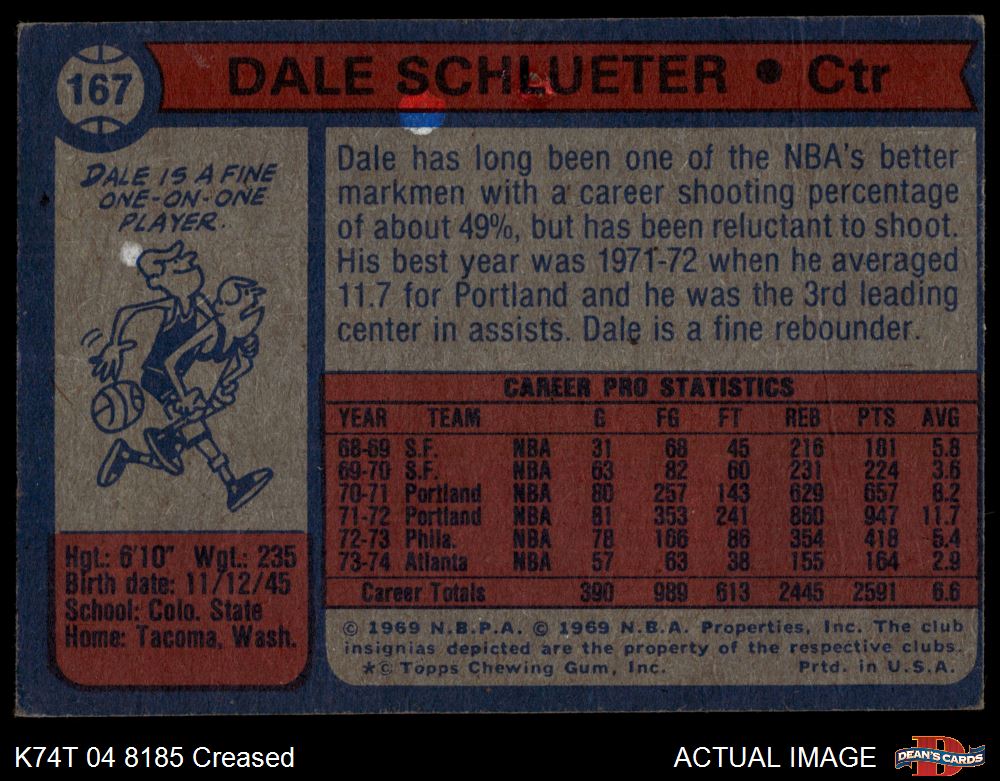 167
DALE SCHLUETER • Ctr
DALE IS A FINE
ONE-ON-ONE
PLAYER.
Hgt.: 6'10" Wgt.: 235
Birth date: 11/12/45
School: Colo. State
Home: Tacoma, Wash.
Dale has long been one of the NBA's better
markmen with a career shooting percentage
of about 49%, but has been reluctant to shoot.
His best year was 1971-72 when he averaged
11.7 for Portland and he was the 3rd leading
center in assists. Dale is a fine rebounder.
CAREER PRO STATISTICS
YEAR TEAM G FG FT REB PTS AVG
68-69 S.F. NBA 31 68 45 216 181 5.8
69-70 S.F. NBA 63 82 60 231 224 3.6
70-71 Portland NBA 80 257 143 629 657 8.2
71-72 Portland NBA 81 353 241 860 947 11.7
72-73 Phila. NBA 78 166 86 354 418 5.4
73-74 Atlanta NBA 57 63 38 155 164 2.9
Career Totals 390 989 613 2445 2591 6.6
© 1969 N.B.P.A. © 1969 N.B.A. Properties, Inc. The club
insignias depicted are the property of the respective clubs.
*© Topps Chewing Gum, Inc. Prtd. in U.S.A.
K74T 04 8185 Creased
ACTUAL IMAGE
D
DEAN'S CARDS